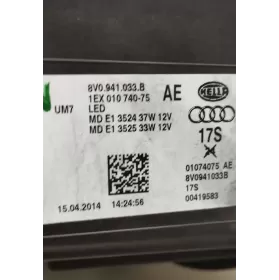 8V0.941.033.B
AE
HELLA
1EX 010 740-75
LED
UM7
MD E1 3524 37W 12V
MD E1 3525 33W 12V
17S
01074075 AE
8V0941033B
17S
00419583
15.04.2014
14:24:56